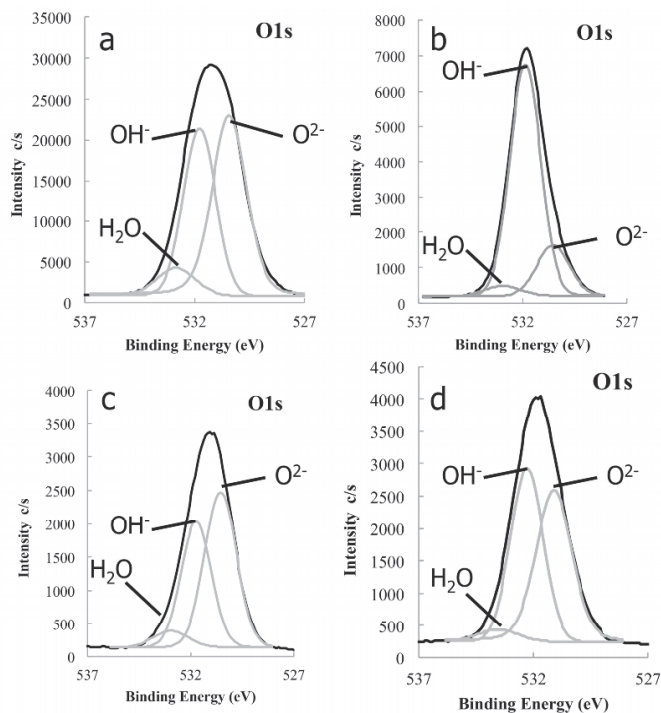 a
O1s
35000
30000
25000
20000
15000
10000
5000
0
Intensity c/s
OH-
O2-
H2O
537
532
527
Binding Energy (eV)
b
O1s
8000
7000
6000
5000
4000
3000
2000
1000
0
Intensity c/s
OH-
H2O
O2-
537
532
527
Binding Energy (eV)
c
O1s
4000
3500
3000
2500
2000
1500
1000
500
0
Intensity c/s
O2-
OH-
H2O
537
532
527
Binding Energy (eV)
d
O1s
4500
4000
3500
3000
2500
2000
1500
1000
500
0
Intensity c/s
OH-
O2-
H2O
537
532
527
Binding Energy (eV)